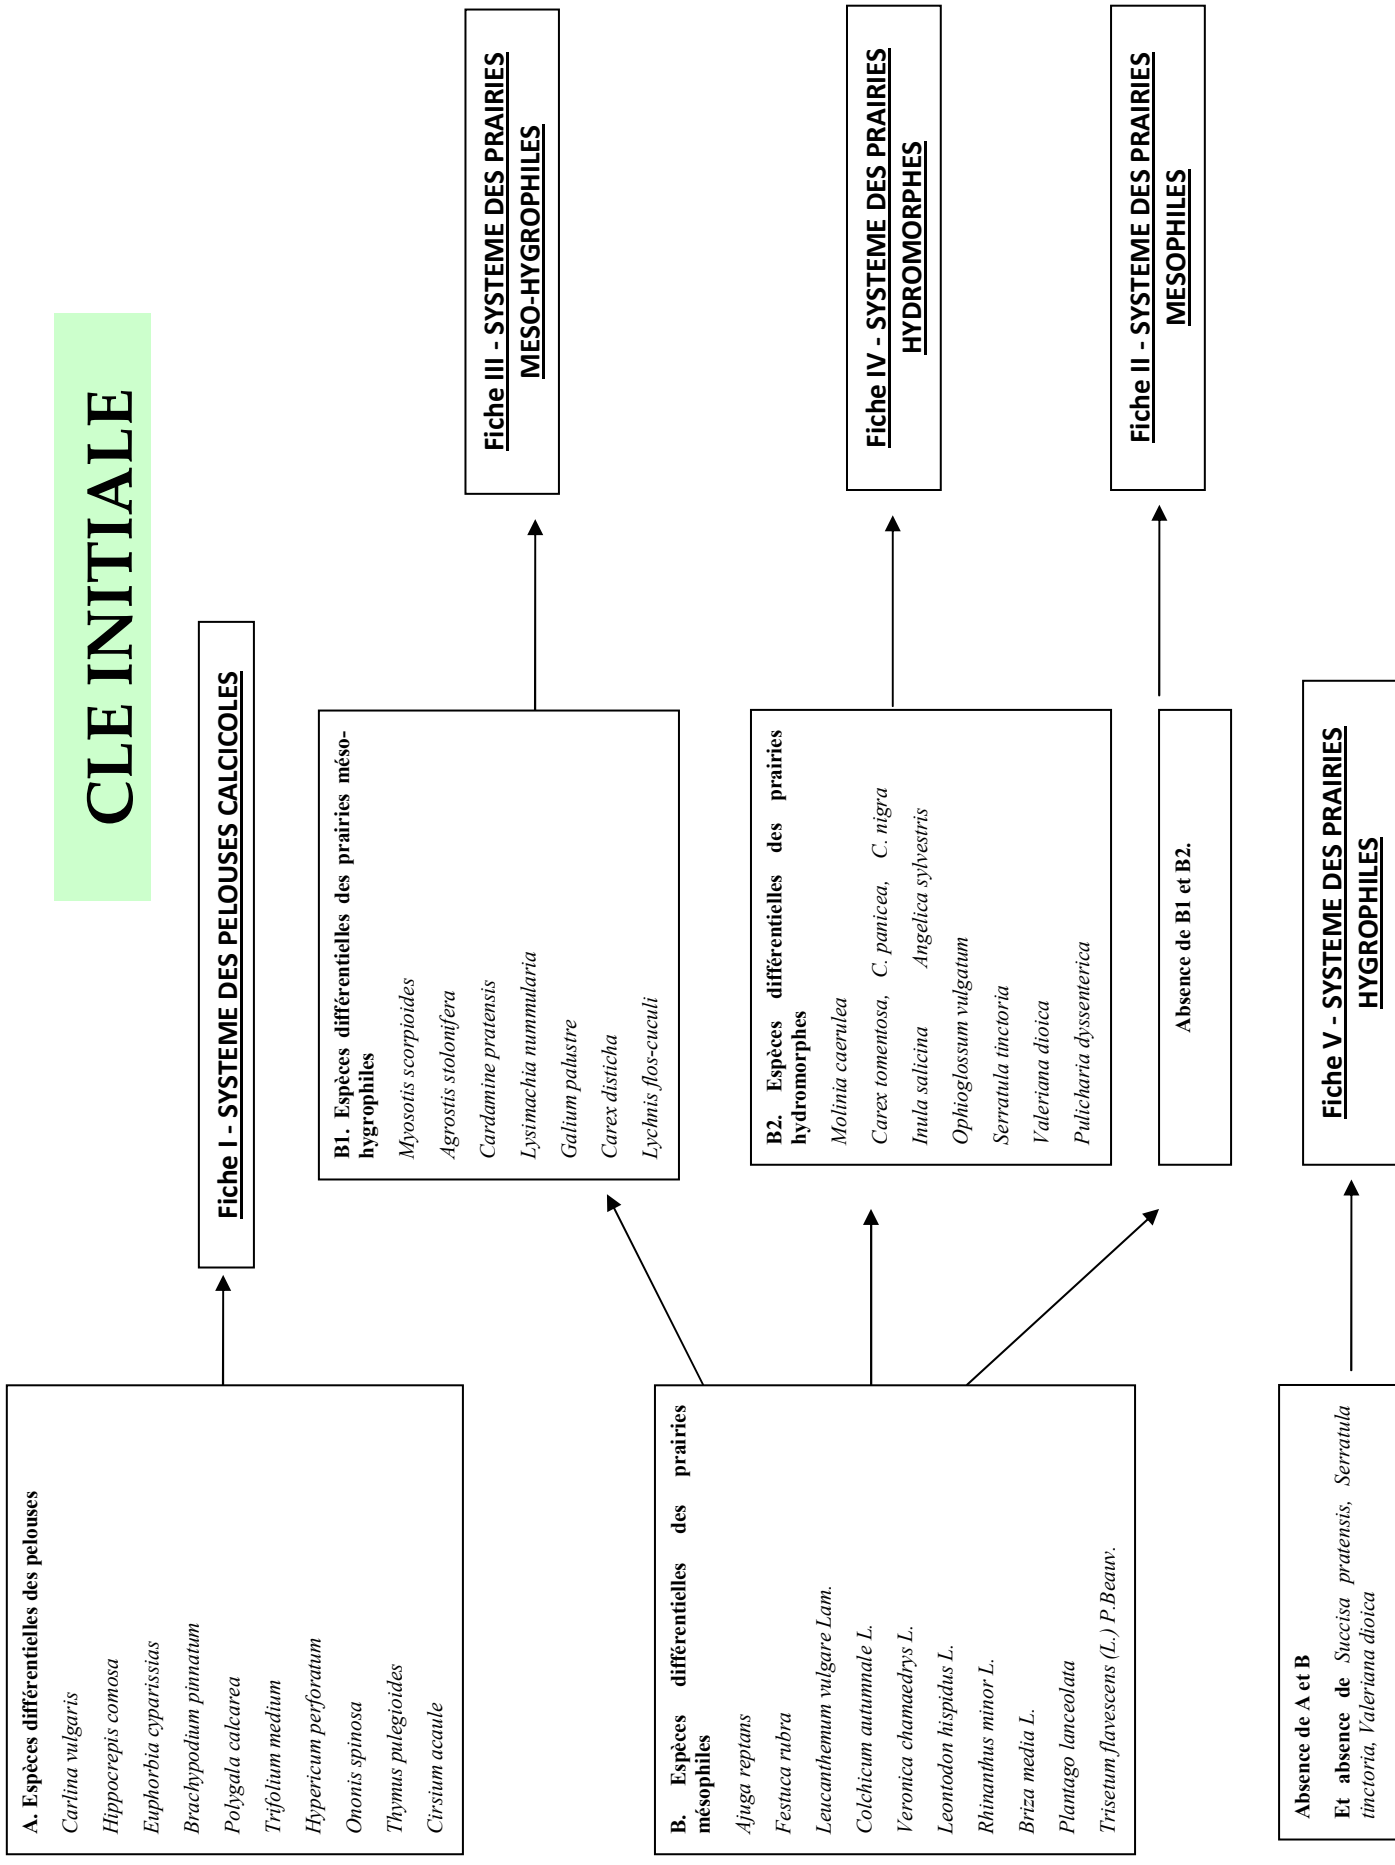 CLE INITIALE
A. Espèces différentielles des pelouses
Carlina vulgaris
Hippocrepis comosa
Euphorbia cyparissias
Brachypodium pinnatum
Polygala calcarea
Trifolium medium
Hypericum perforatum
Ononis spinosa
Thymus pulegioides
Cirsium acaule
Fiche I - SYSTEME DES PELOUSES CALCICOLES
B. Espèces différentielles des prairies
mésophiles
Ajuga reptans
Festuca rubra
Leucanthemum vulgare Lam.
Colchicum autumnale L.
Veronica chamaedrys L.
Leontodon hispidus L.
Rhinanthus minor L.
Briza media L.
Plantago lanceolata
Trisetum flavescens (L.) P.Beauv.
B1. Espèces différentielles des prairies méso-
hygrophiles
Myosotis scorpioides
Agrostis stolonifera
Cardamine pratensis
Lysimachia nummularia
Galium palustre
Carex disticha
Lychnis flos-cuculi
Fiche III - SYSTEME DES PRAIRIES
MESO-HYGROPHILES
B2. Espèces différentielles des prairies
hydromorphes
Molinia caerulea
Carex tomentosa, C. panicea, C. nigra
Inula salicina Angelica sylvestris
Ophioglossum vulgatum
Serratula tinctoria
Valeriana dioica
Pulicharia dyssenterica
Fiche IV - SYSTEME DES PRAIRIES
HYDROMORPHES
Absence de B1 et B2.
Fiche II - SYSTEME DES PRAIRIES
MESOPHILES
Absence de A et B
Et absence de Succisa pratensis, Serratula
tinctoria, Valeriana dioica
Fiche V - SYSTEME DES PRAIRIES
HYGROPHILES